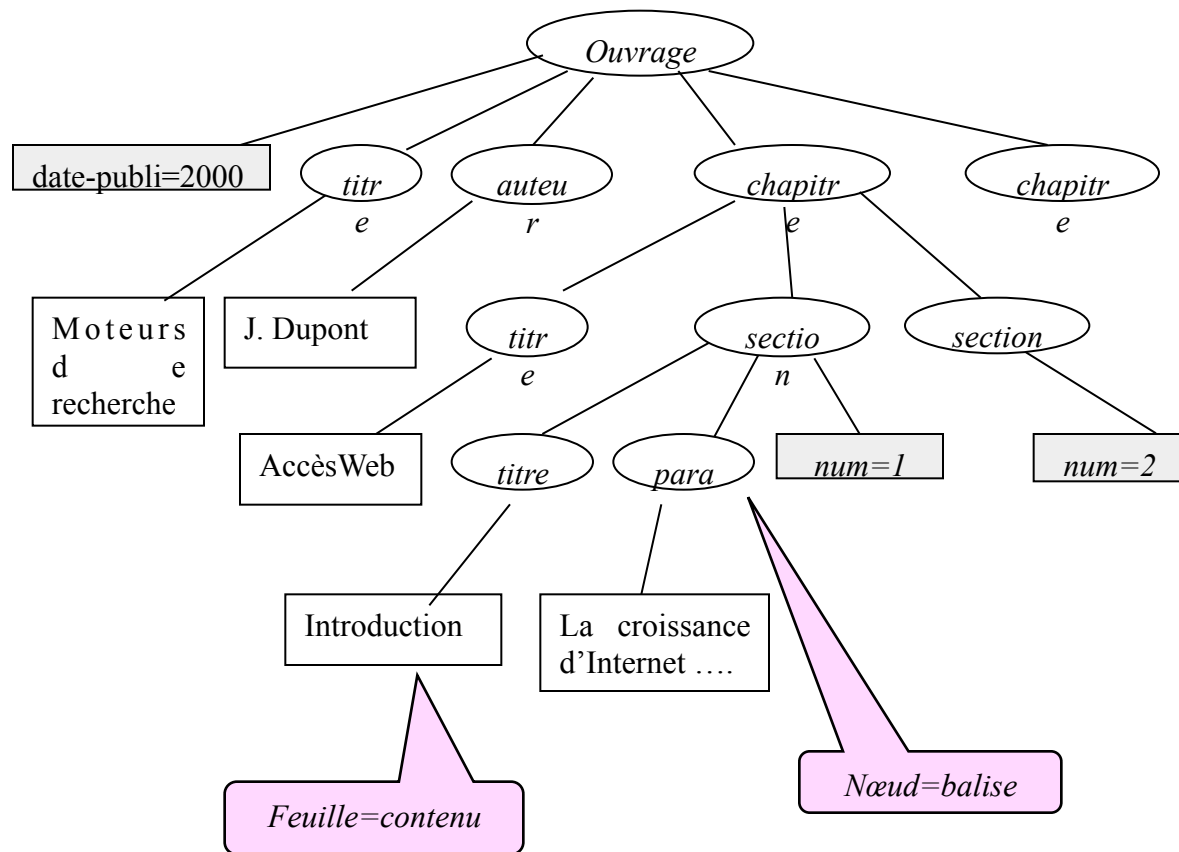 Ouvrage
date-publi=2000
titr
e
auteu
r
chapitr
e
chapitr
e
Moteurs
d e
recherche
J. Dupont
titr
e
sectio
n
section
AccèsWeb
titre
para
num=1
num=2
Introduction
La croissance
d’Internet ….
Feuille=contenu
Nœud=balise